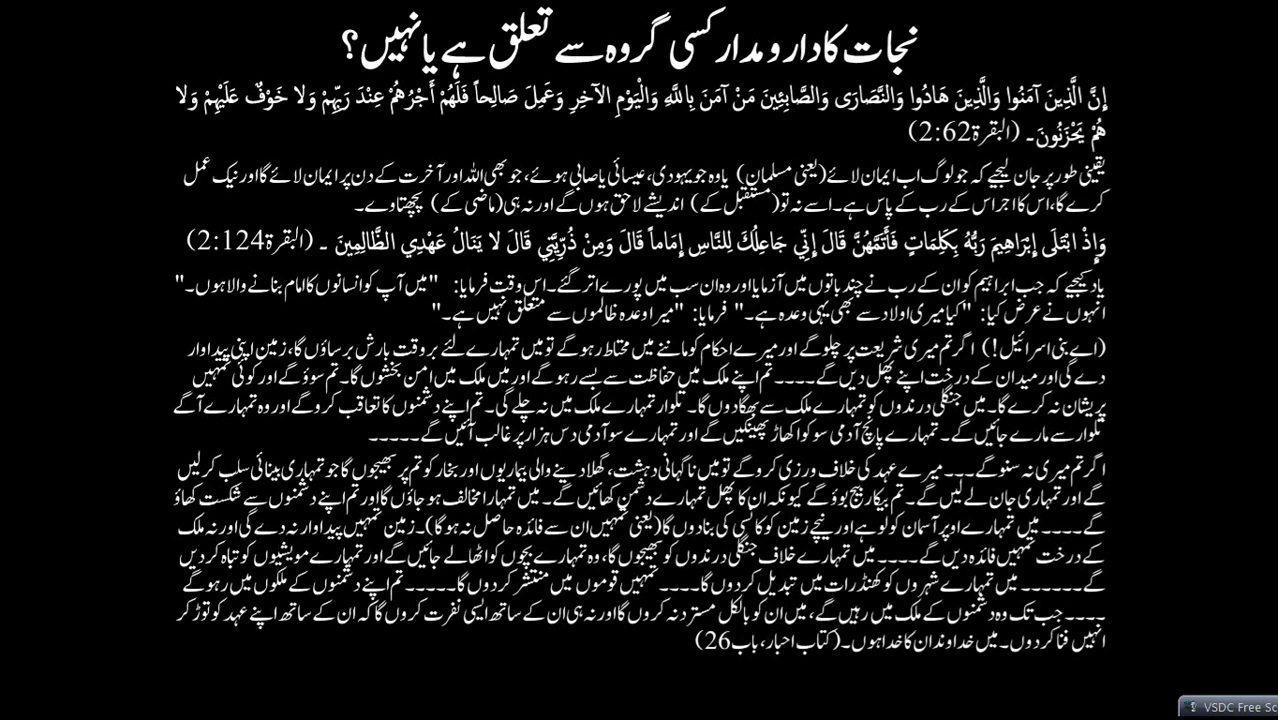 نجات کا دار و مدار کسی گروہ سے تعلق ہے یا نہیں؟
إِنَّ الَّذِينَ آمَنُوا وَالَّذِينَ هَادُوا وَالنَّصَارَى وَالصَّابِئِينَ مَنْ آمَنَ بِاللَّهِ وَالْيَوْمِ الآخِرِ وَعَمِلَ صَالِحاً فَلَهُمْ أَجْرُهُمْ عِنْدَ رَبِّهِمْ وَلا خَوْفٌ عَلَيْهِمْ وَلا
هُمْ يَحْزَنُونَ۔ (البقرۃ 2:62)
یقینی طور پر جان لیجیے کہ جو لوگ اب ایمان لائے (یعنی مسلمان) یا وہ جو یہودی، عیسائی یا صابی ہوئے، جو بھی اللہ اور آخرت کے دن پر ایمان لائے گا اور نیک عمل
کرے گا، اس کا اجر اس کے رب کے پاس ہے۔ اسے نہ تو (مستقبل کے) اندیشے لاحق ہوں گے اور نہ ہی (ماضی کے) پچھتاوے۔
وَإِذْ ابْتَلَى إِبْرَاهِيمَ رَبُّهُ بِكَلِمَاتٍ فَأَتَمَّهُنَّ قَالَ إِنِّي جَاعِلُكَ لِلنَّاسِ إِمَاماً قَالَ وَمِنْ ذُرِّيَّتِي قَالَ لا يَنَالُ عَهْدِي الظَّالِمِينَ ۔ (البقرۃ 2:124)
یاد کیجیے کہ جب ابراہیم کو ان کے رب نے چند باتوں میں آزمایا اور وہ ان سب میں پورے اتر گئے۔ اس وقت فرمایا: "میں آپ کو انسانوں کا امام بنانے والا ہوں۔"
انہوں نے عرض کیا: "کیا میری اولاد سے بھی یہی وعدہ ہے۔" فرمایا: "میرا وعدہ ظالموں سے متعلق نہیں ہے۔"
(اے بنی اسرائیل!) اگر تم میری شریعت پر چلو گے اور میرے احکام کو ماننے میں محتاط رہو گے تو میں تمہارے لئے بروقت بارش برساؤں گا، زمین اپنی پیداوار
دے گی اور میدان کے درخت اپنے پھل دیں گے۔۔۔۔ تم اپنے ملک میں حفاظت سے بسے رہو گے اور میں ملک میں امن بخشوں گا۔ تم سوؤ گے اور کوئی تمہیں
پریشان نہ کرے گا۔ میں جنگلی درندوں کو تمہارے ملک سے بھگا دوں گا۔ تلوار تمہارے ملک میں نہ چلے گی۔ تم اپنے دشمنوں کا تعاقب کرو گے اور وہ تمہارے آگے
تلوار سے مارے جائیں گے۔ تمہارے پانچ آدمی سو کو اکھاڑ پھینکیں گے اور تمہارے سو آدمی دس ہزار پر غالب آئیں گے۔۔۔۔۔
اگر تم میری نہ سنو گے۔۔۔ میرے عہد کی خلاف ورزی کرو گے تو میں ناگہانی دہشت، گھلا دینے والی بیماریوں اور بخار کو تم پر بھیجوں گا جو تمہاری بینائی سلب کر لیں
گے اور تمہاری جان لے لیں گے۔ تم بیکار بیج بوؤ گے کیونکہ ان کا پھل تمہارے دشمن کھائیں گے۔ میں تمہارا مخالف ہو جاؤں گا اور تم اپنے دشمنوں سے شکست کھاؤ
گے۔۔۔۔ میں تمہارے اوپر آسمان کو لوہے اور نیچے زمین کو کانسی کی بنا دوں گا (یعنی تمہیں ان سے فائدہ حاصل نہ ہو گا)۔ زمین تمہیں پیداوار نہ دے گی اور نہ ملک
کے درخت تمہیں فائدہ دیں گے۔۔۔۔ میں تمہارے خلاف جنگلی درندوں کو بھیجوں گا، وہ تمہارے بچوں کو اٹھا لے جائیں گے اور تمہارے مویشیوں کو تباہ کر دیں
گے۔۔۔۔۔۔ میں تمہارے شہروں کو کھنڈرات میں تبدیل کر دوں گا۔۔۔۔ تمہیں قوموں میں منتشر کر دوں گا۔۔۔۔۔ تم اپنے دشمنوں کے ملکوں میں رہو گے
۔۔۔۔ جب تک وہ دشمنوں کے ملک میں رہیں گے، میں ان کو بالکل مسترد نہ کروں گا اور نہ ہی ان کے ساتھ ایسی نفرت کروں گا کہ ان کے ساتھ اپنے عہد کو توڑ کر
انہیں فنا کر دوں۔ میں خداوند ان کا خدا ہوں۔ (کتاب احبار، باب 26)
VSDC Free Sc